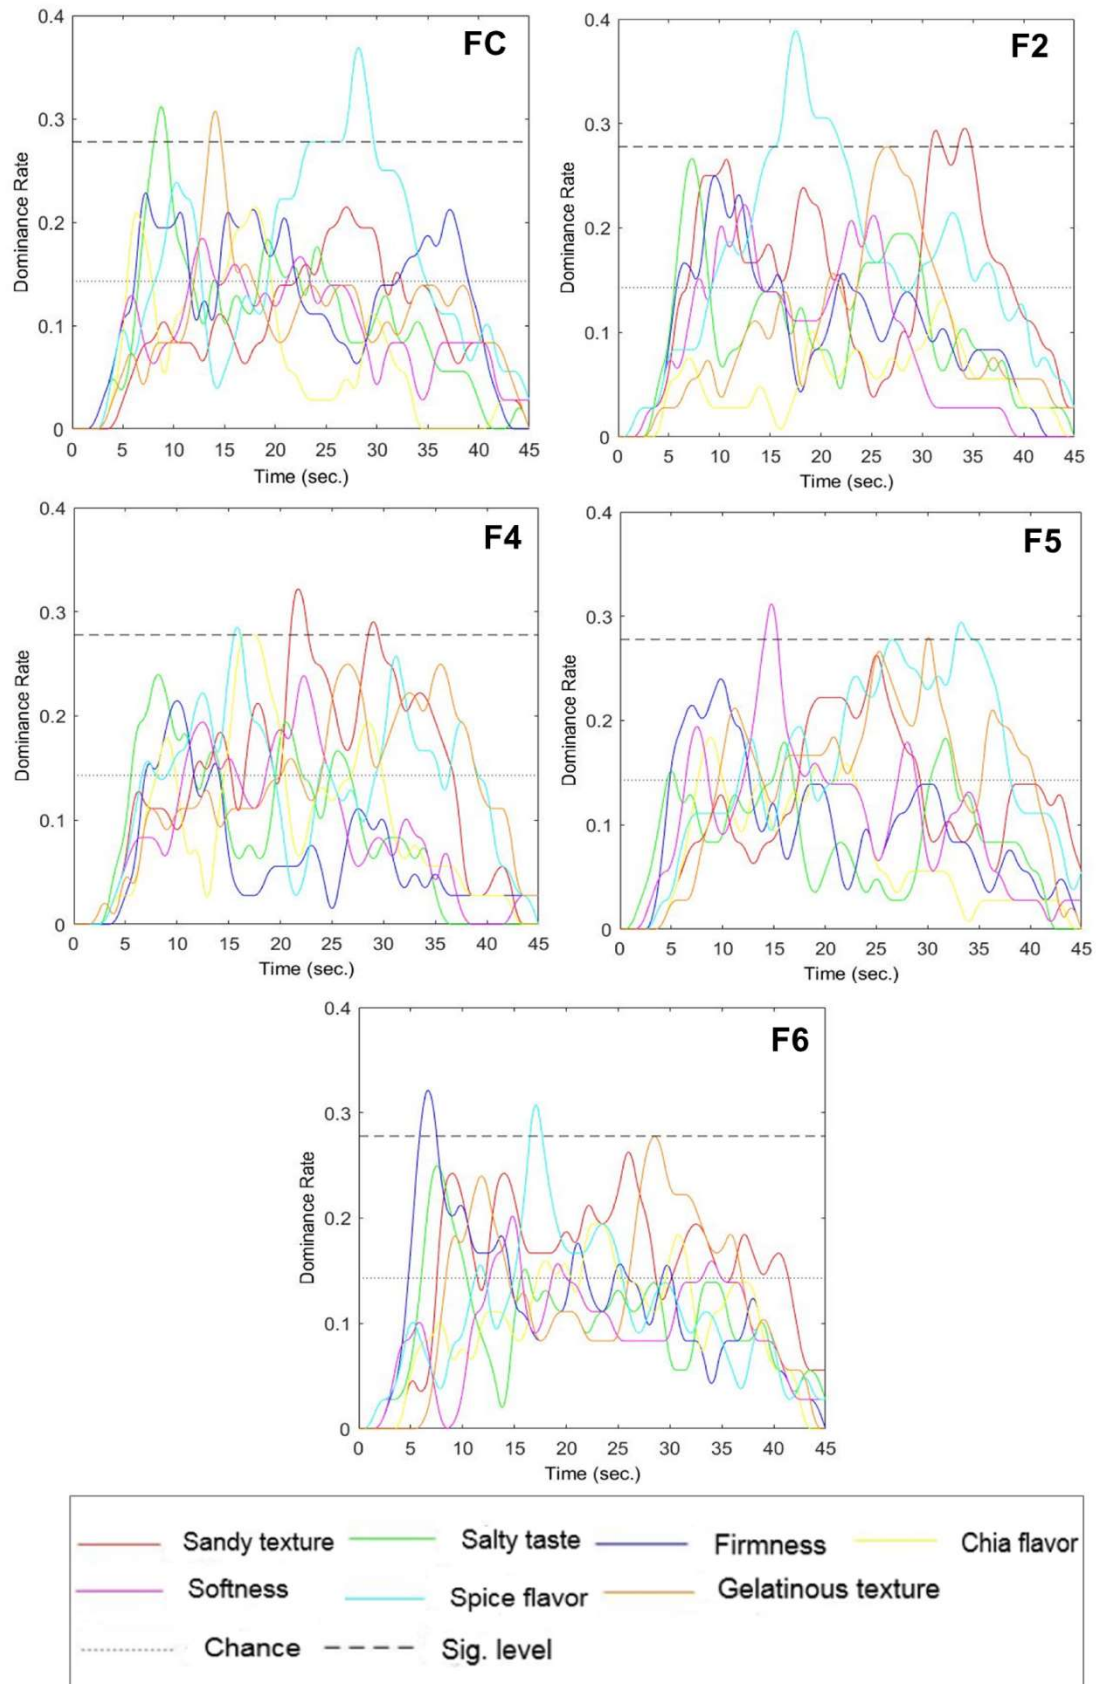 FC
0.4
0.3
0.2
0.1
0
Dominance Rate
0 5 10 15 20 25 30 35 40 45
Time (sec.)
F2
0.4
0.3
0.2
0.1
0
Dominance Rate
0 5 10 15 20 25 30 35 40 45
Time (sec.)
F4
0.4
0.3
0.2
0.1
0
Dominance Rate
0 5 10 15 20 25 30 35 40 45
Time (sec.)
F5
0.4
0.3
0.2
0.1
0
Dominance Rate
0 5 10 15 20 25 30 35 40 45
Time (sec.)
F6
0.4
0.3
0.2
0.1
0
Dominance Rate
0 5 10 15 20 25 30 35 40 45
Time (sec.)
Sandy texture Salty taste Firmness Chia flavor
Softness Spice flavor Gelatinous texture
Chance Sig. level